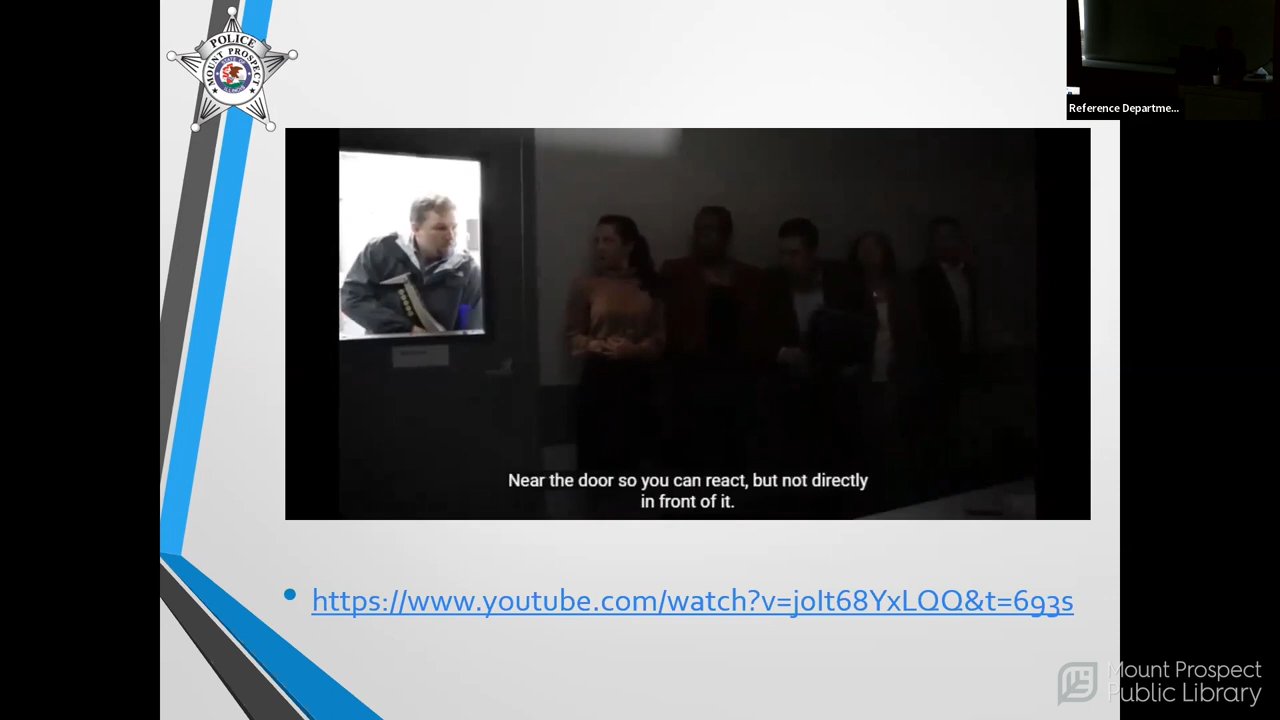 POLICE
MOUNT PROSPECT
Reference Departme...
Near the door so you can react, but not directly
in front of it.
https://www.youtube.com/watch?v=joIt68YxLQQ&t=693s
Mount Prospect
Public Library